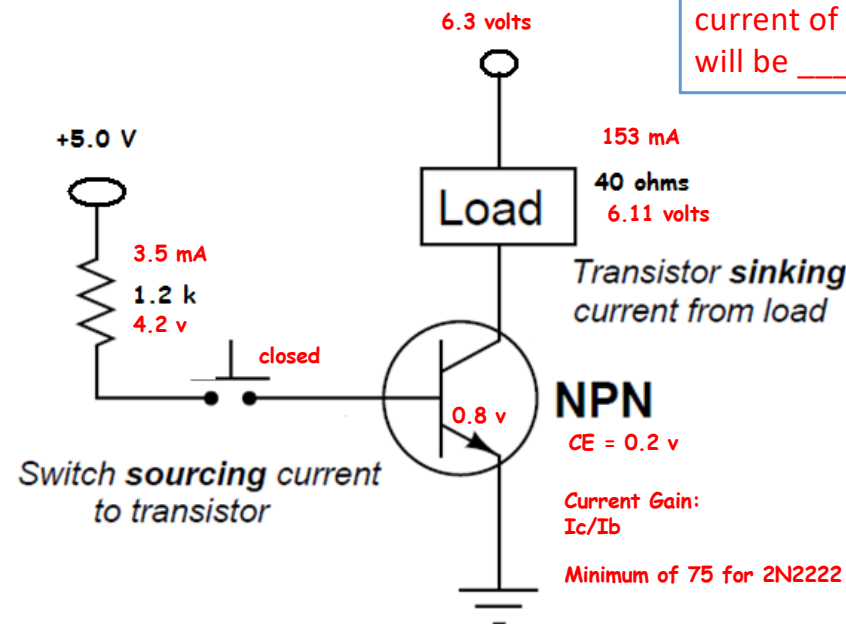 current of
will be ___
6.3 volts
+5.0 V
153 mA
40 ohms
Load
6.11 volts
3.5 mA
1.2 k
4.2 v
Transistor sinking
current from load
closed
NPN
0.8 v
CE = 0.2 v
Switch sourcing current
to transistor
Current Gain:
Ic/Ib
Minimum of 75 for 2N2222